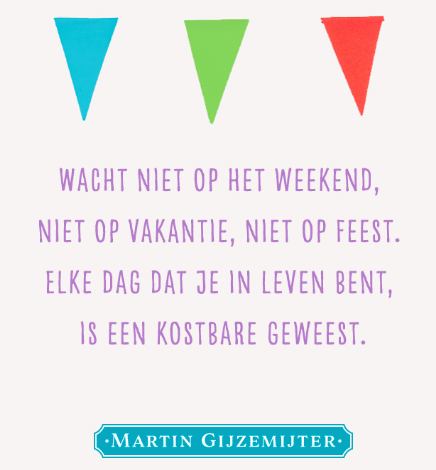 WACHT NIET OP HET WEEKEND,
NIET OP VAKANTIE, NIET OP FEEST.
ELKE DAG DAT JE IN LEVEN BENT,
IS EEN KOSTBARE GEWEEST.
·MARTIN GIJZEMIJTER·